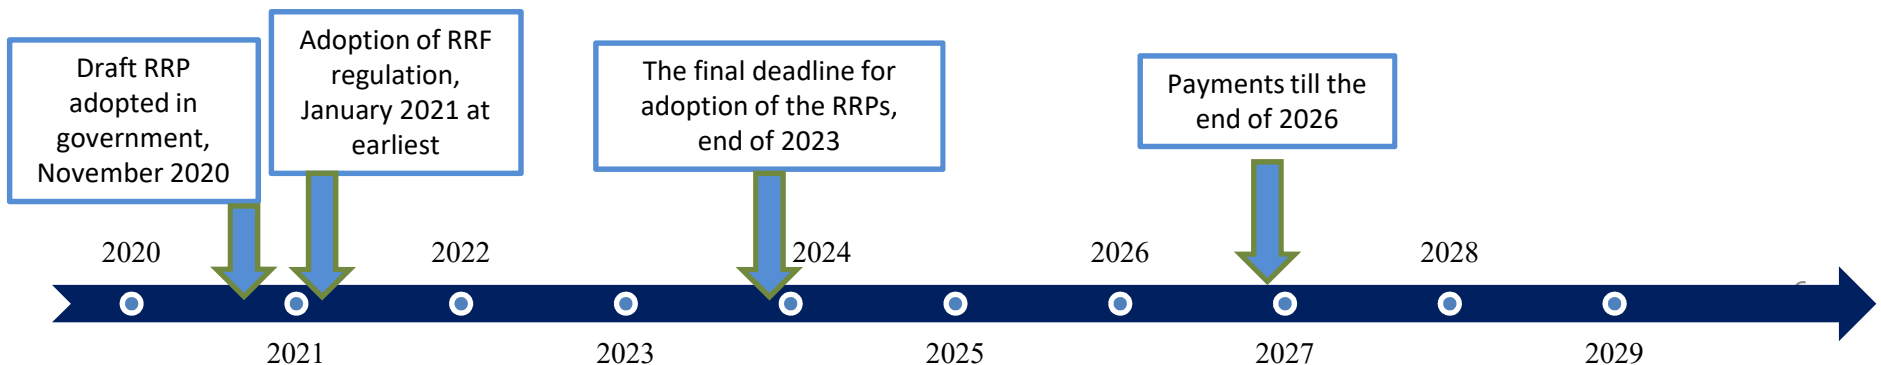 Draft RRP
adopted in
government,
November 2020
Adoption of RRF
regulation,
January 2021 at
earliest
The final deadline for
adoption of the RRPs,
end of 2023
Payments till the
end of 2026
2020
2022
2024
2026
2028
2021
2023
2025
2027
2029